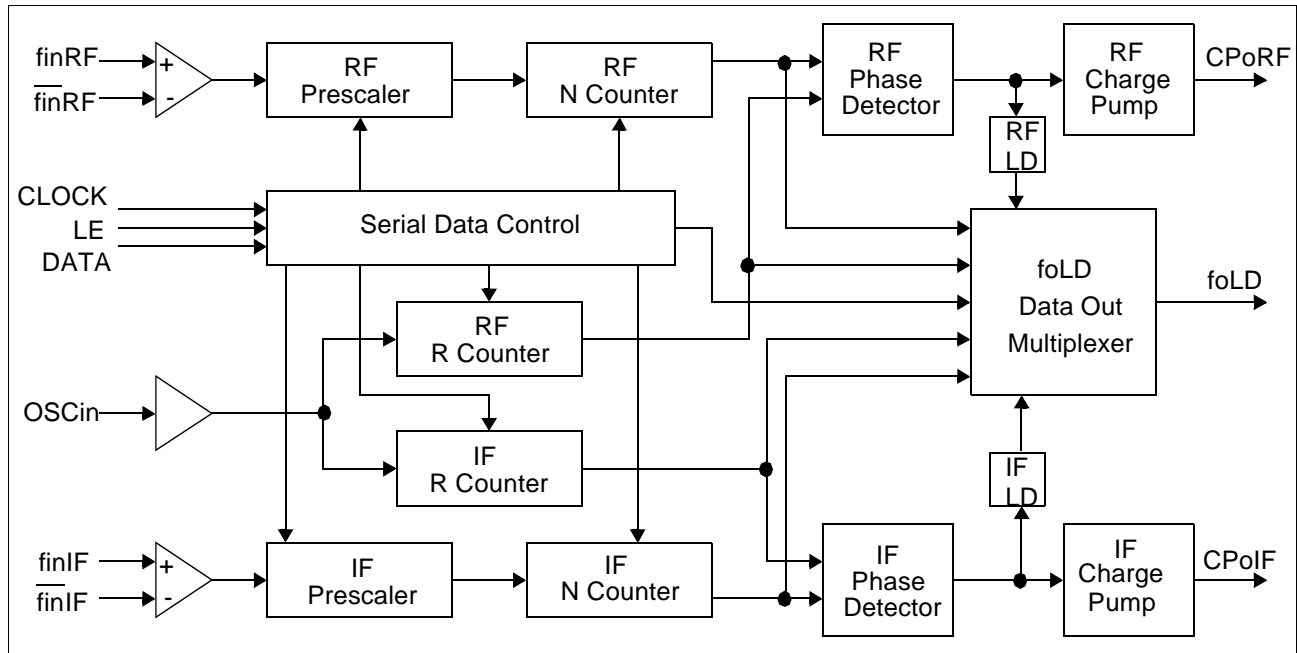 finRF
f̅i̅n̅RF
+
-
RF
Prescaler
RF
N Counter
RF
Phase
Detector
RF
Charge
Pump
CPoRF
RF
LD
CLOCK
LE
DATA
Serial Data Control
foLD
Data Out
Multiplexer
foLD
RF
R Counter
OSCin
IF
R Counter
IF
LD
finIF
f̅i̅n̅IF
+
-
IF
Prescaler
IF
N Counter
IF
Phase
Detector
IF
Charge
Pump
CPoIF